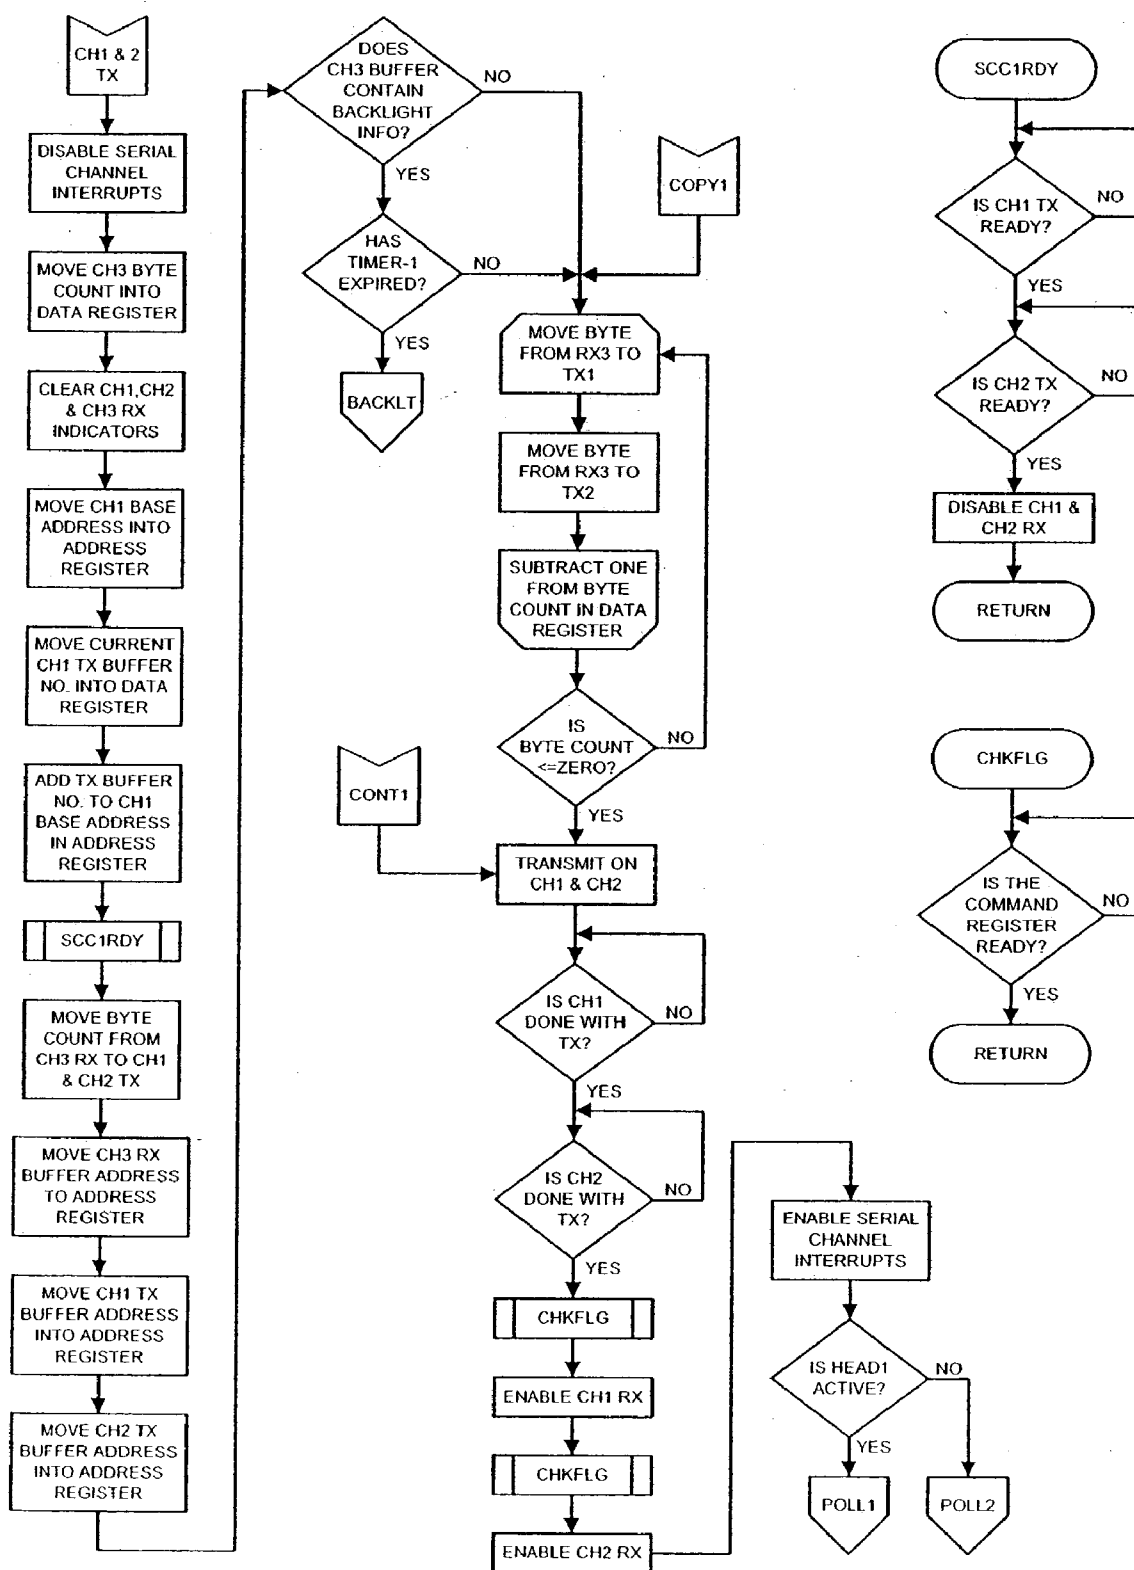 CH1 & 2
TX
DISABLE SERIAL
CHANNEL
INTERRUPTS
MOVE CH3 BYTE
COUNT INTO
DATA REGISTER
CLEAR CH1,CH2
& CH3 RX
INDICATORS
MOVE CH1 BASE
ADDRESS INTO
ADDRESS
REGISTER
MOVE CURRENT
CH1 TX BUFFER
NO. INTO DATA
REGISTER
ADD TX BUFFER
NO. TO CH1
BASE ADDRESS
IN ADDRESS
REGISTER
SCC1RDY
MOVE BYTE
COUNT FROM
CH3 RX TO CH1
& CH2 TX
MOVE CH3 RX
BUFFER ADDRESS
TO ADDRESS
REGISTER
MOVE CH1 TX
BUFFER ADDRESS
INTO ADDRESS
REGISTER
MOVE CH2 TX
BUFFER ADDRESS
INTO ADDRESS
REGISTER
DOES
CH3 BUFFER
CONTAIN
BACKLIGHT
INFO?
NO
YES
HAS
TIMER-1
EXPIRED?
NO
YES
BACKLT
COPY1
MOVE BYTE
FROM RX3 TO
TX1
MOVE BYTE
FROM RX3 TO
TX2
SUBTRACT ONE
FROM BYTE
COUNT IN DATA
REGISTER
IS
BYTE COUNT
<=ZERO?
NO
YES
CONT1
TRANSMIT ON
CH1 & CH2
IS CH1
DONE WITH
TX?
NO
YES
IS CH2
DONE WITH
TX?
NO
YES
CHKFLG
ENABLE CH1 RX
CHKFLG
ENABLE CH2 RX
ENABLE SERIAL
CHANNEL
INTERRUPTS
IS HEAD1
ACTIVE?
NO
YES
POLL1
POLL2
SCC1RDY
IS CH1 TX
READY?
NO
YES
IS CH2 TX
READY?
NO
YES
DISABLE CH1 &
CH2 RX
RETURN
CHKFLG
IS THE
COMMAND
REGISTER
READY?
NO
YES
RETURN